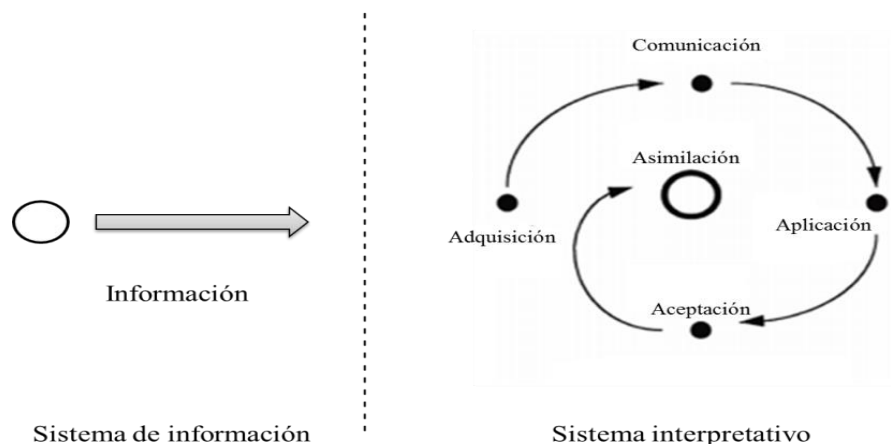 Comunicación
Asimilación
Adquisición
Aplicación
Información
Aceptación
Sistema de información
Sistema interpretativo